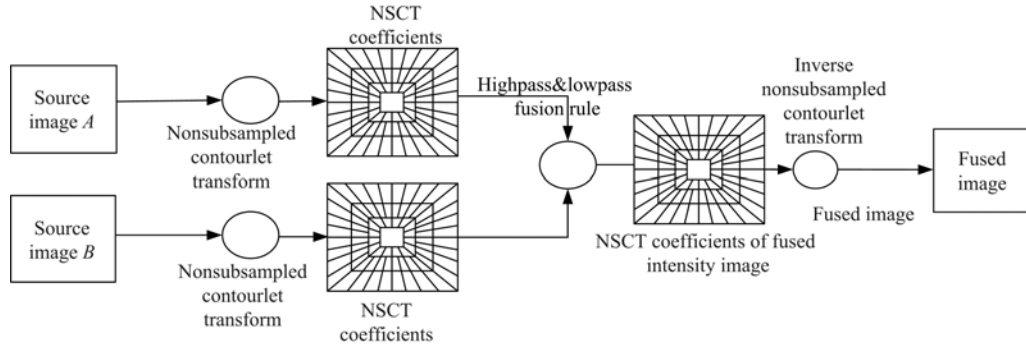 NSCT
coefficients
Source
image A
Nonsubsampled
contourlet
transform
Highpass&lowpass
fusion rule
Inverse
nonsubsampled
contourlet
transform
Fused
image
Fused image
NSCT coefficients of fused
intensity image
Source
image B
Nonsubsampled
contourlet
transform
NSCT
coefficients